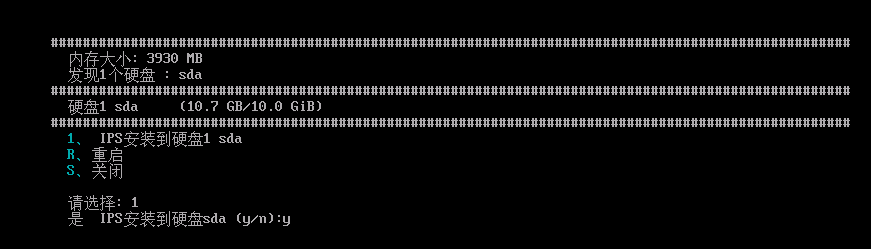 ####################################################################################################
内存大小: 3930 MB
发现1个硬盘 : sda
####################################################################################################
硬盘1 sda     (10.7 GB/10.0 GiB)
####################################################################################################
1、 IPS安装到硬盘1 sda
R、重启
S、关闭
请选择: 1
是  IPS安装到硬盘sda (y/n):y